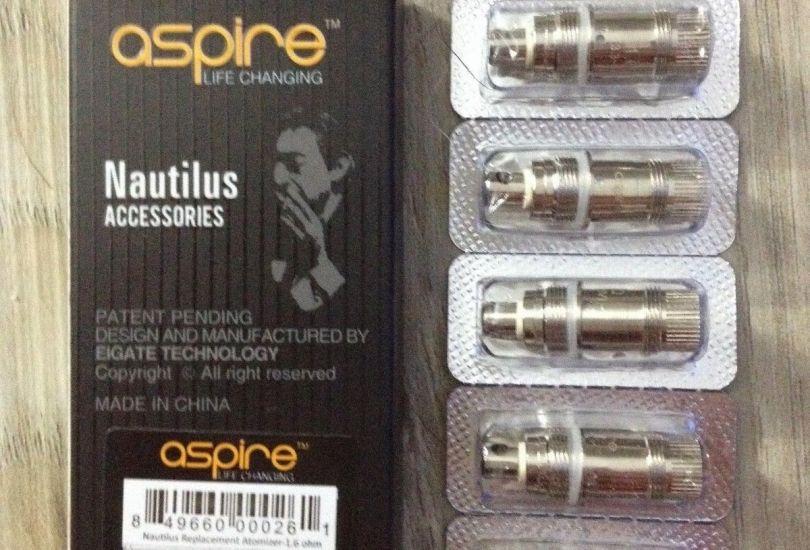 aspire™
LIFE CHANGING
Nautilus
ACCESSORIES
PATENT PENDING
DESIGN AND MANUFACTURED BY
EIGATE TECHNOLOGY
Copyright © All right reserved
MADE IN CHINA
aspire™
LIFE CHANGING
8 49660 00026 1
Nautilus Replacement Atomizer-1.6 ohm